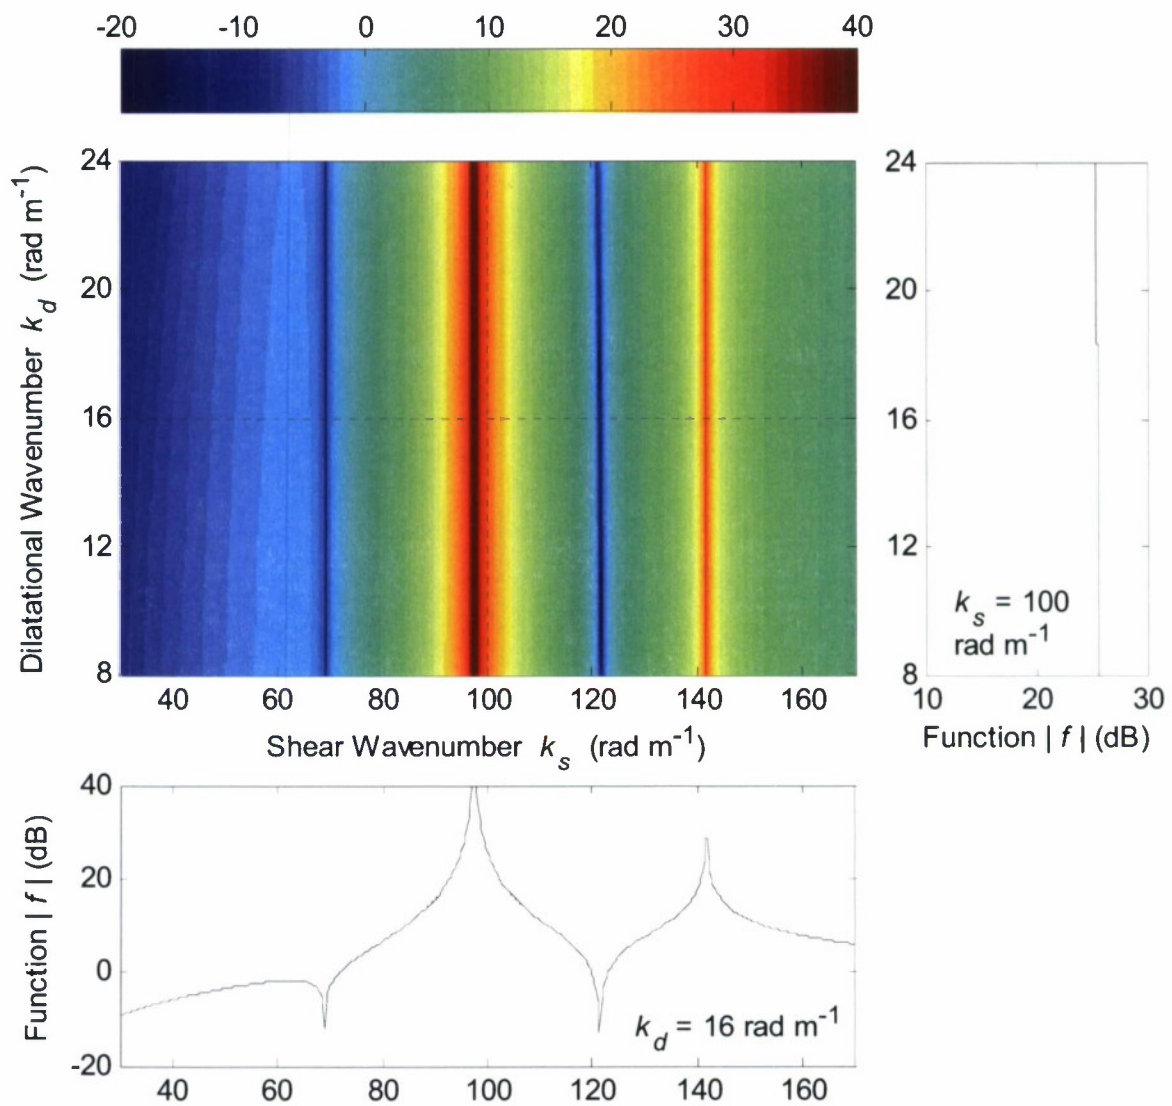 -20 -10 0 10 20 30 40
Dilatational Wavenumber k_d (rad m⁻¹)
24
20
16
12
8
40 60 80 100 120 140 160
Shear Wavenumber k_s (rad m⁻¹)
24
20
16
12
8
k_s = 100
rad m⁻¹
10 20 30
Function | f | (dB)
Function | f | (dB)
40
20
0
-20
k_d = 16 rad m⁻¹
40 60 80 100 120 140 160